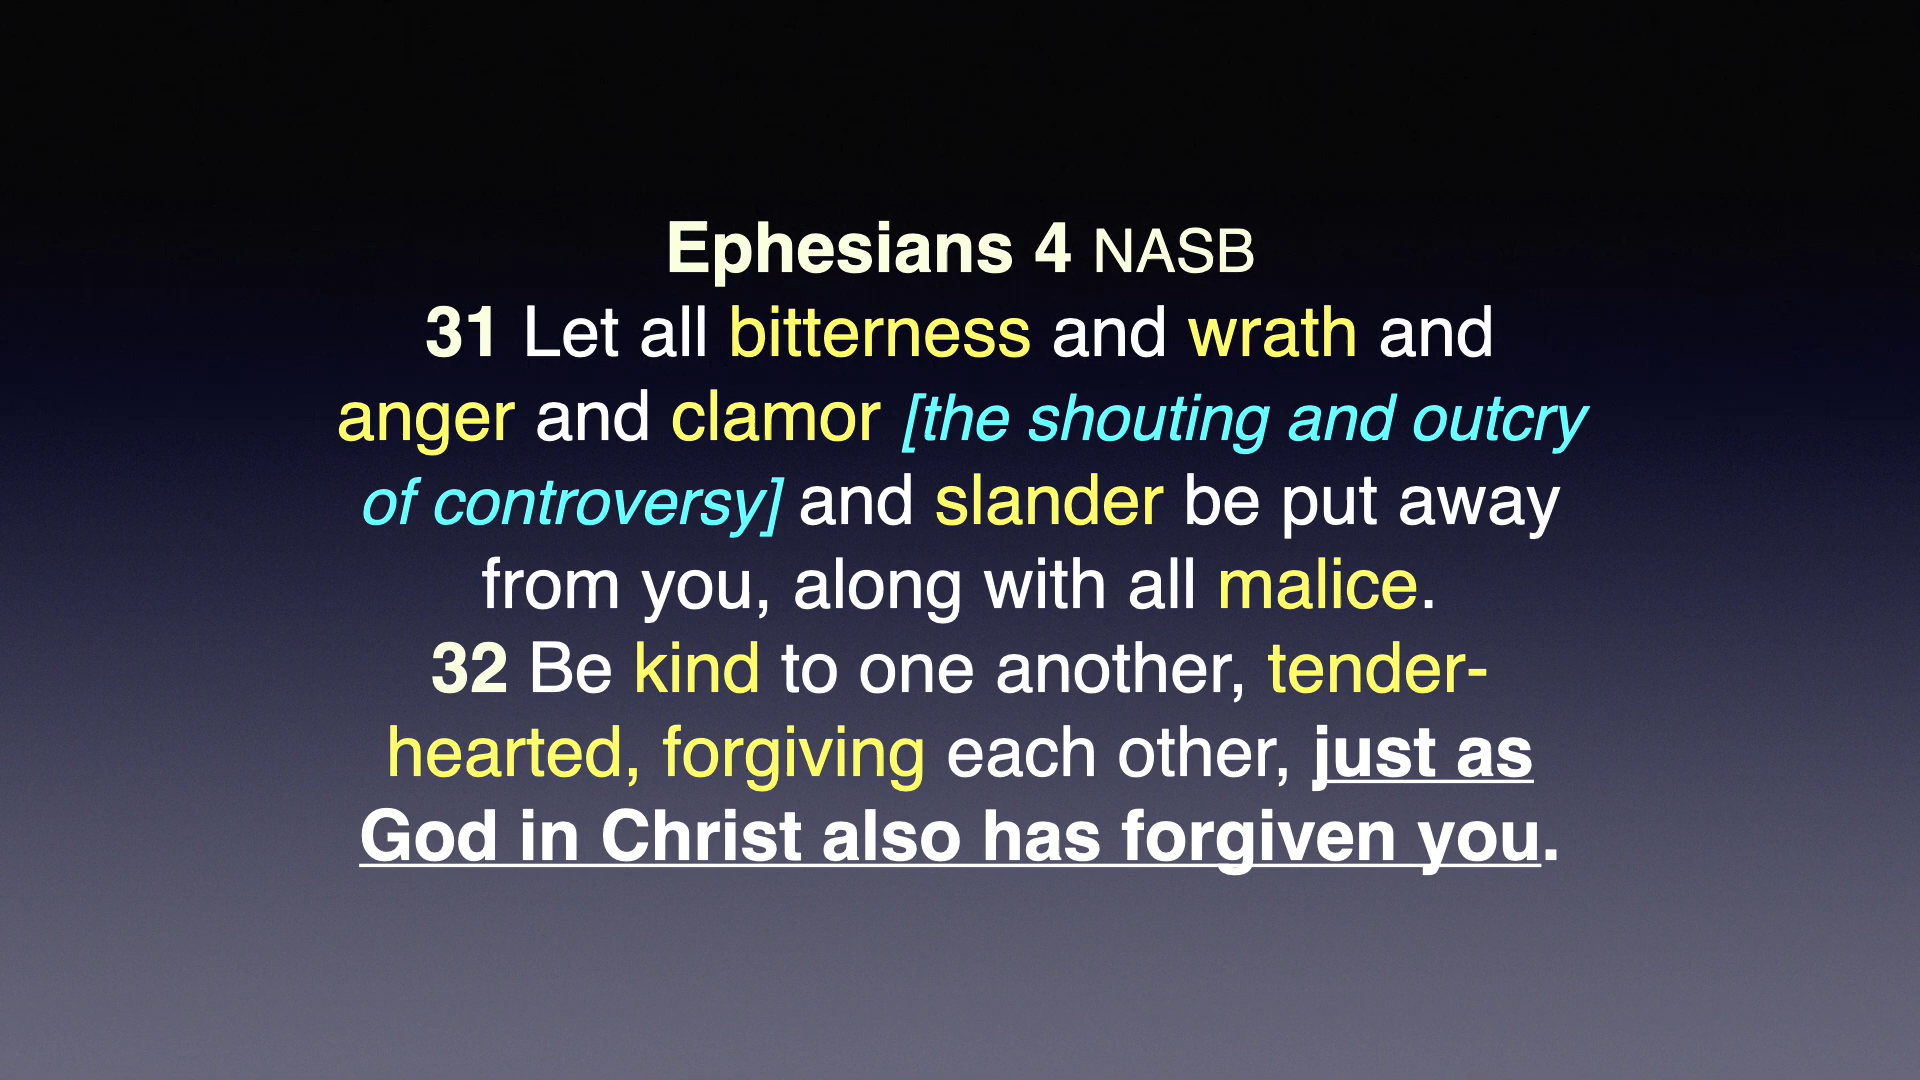 Ephesians 4 NASB
31 Let all bitterness and wrath and
anger and clamor [the shouting and outcry
of controversy] and slander be put away
from you, along with all malice.
32 Be kind to one another, tender-
hearted, forgiving each other, just as
God in Christ also has forgiven you.